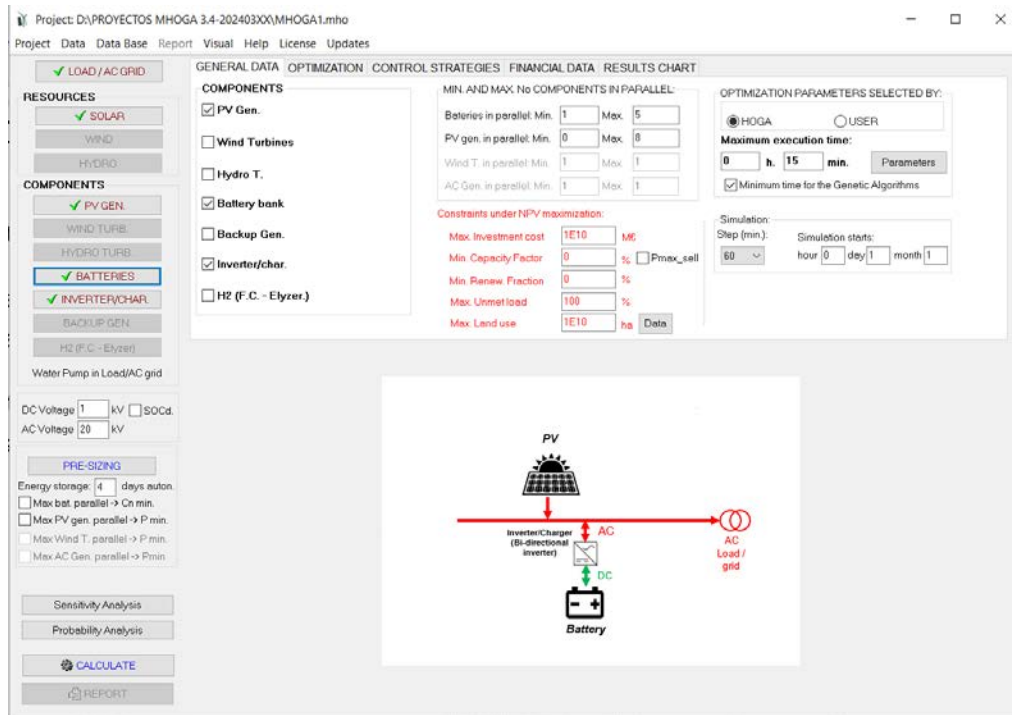 Project: D:\PROYECTOS MHOGA 3.4-202403XX\MHOGA1.mho
Project Data Data Base Report Visual Help License Updates
LOAD / AC GRID
RESOURCES
SOLAR
WIND
HYDRO
COMPONENTS
PV GEN.
WIND TURB.
HYDRO TURB.
BATTERIES
INVERTER/CHAR.
BACKUP GEN.
H2 (F.C. - Elyzer)
Water Pump in Load/AC grid
DC Voltage 1 kV SOCd.
AC Voltage 20 kV
PRE-SIZING
Energy storage: 4 days auton.
Max bat. parallel -> Cn min.
Max PV gen. parallel -> P min.
Max Wind T. parallel -> P min.
Max AC Gen. parallel -> Pmin
Sensitivity Analysis
Probability Analysis
CALCULATE
REPORT
GENERAL DATA OPTIMIZATION CONTROL STRATEGIES FINANCIAL DATA RESULTS CHART
COMPONENTS
PV Gen.
Wind Turbines
Hydro T.
Battery bank
Backup Gen.
Inverter/char.
H2 (F.C. - Elyzer.)
MIN. AND MAX. No COMPONENTS IN PARALLEL:
Bateries in parallel: Min. 1 Max. 5
PV gen. in parallel: Min. 0 Max. 8
Wind T. in parallel: Min. 1 Max. 1
AC Gen. in parallel: Min. 1 Max. 1
Constraints under NPV maximization:
Max. Investment cost 1E10 M€
Min. Capacity Factor 0 % Pmax_sell
Min. Renew. Fraction 0 %
Max. Unmet load 100 %
Max. Land use 1E10 ha Data
OPTIMIZATION PARAMETERS SELECTED BY:
HOGA USER
Maximum execution time:
0 h. 15 min. Parameters
Minimum time for the Genetic Algorithms
Simulation:
Step (min.): Simulation starts:
60 hour 0 day 1 month 1
PV
Inverter/Charger
(Bi-directional
inverter)
AC
DC
Battery
AC
Load /
grid